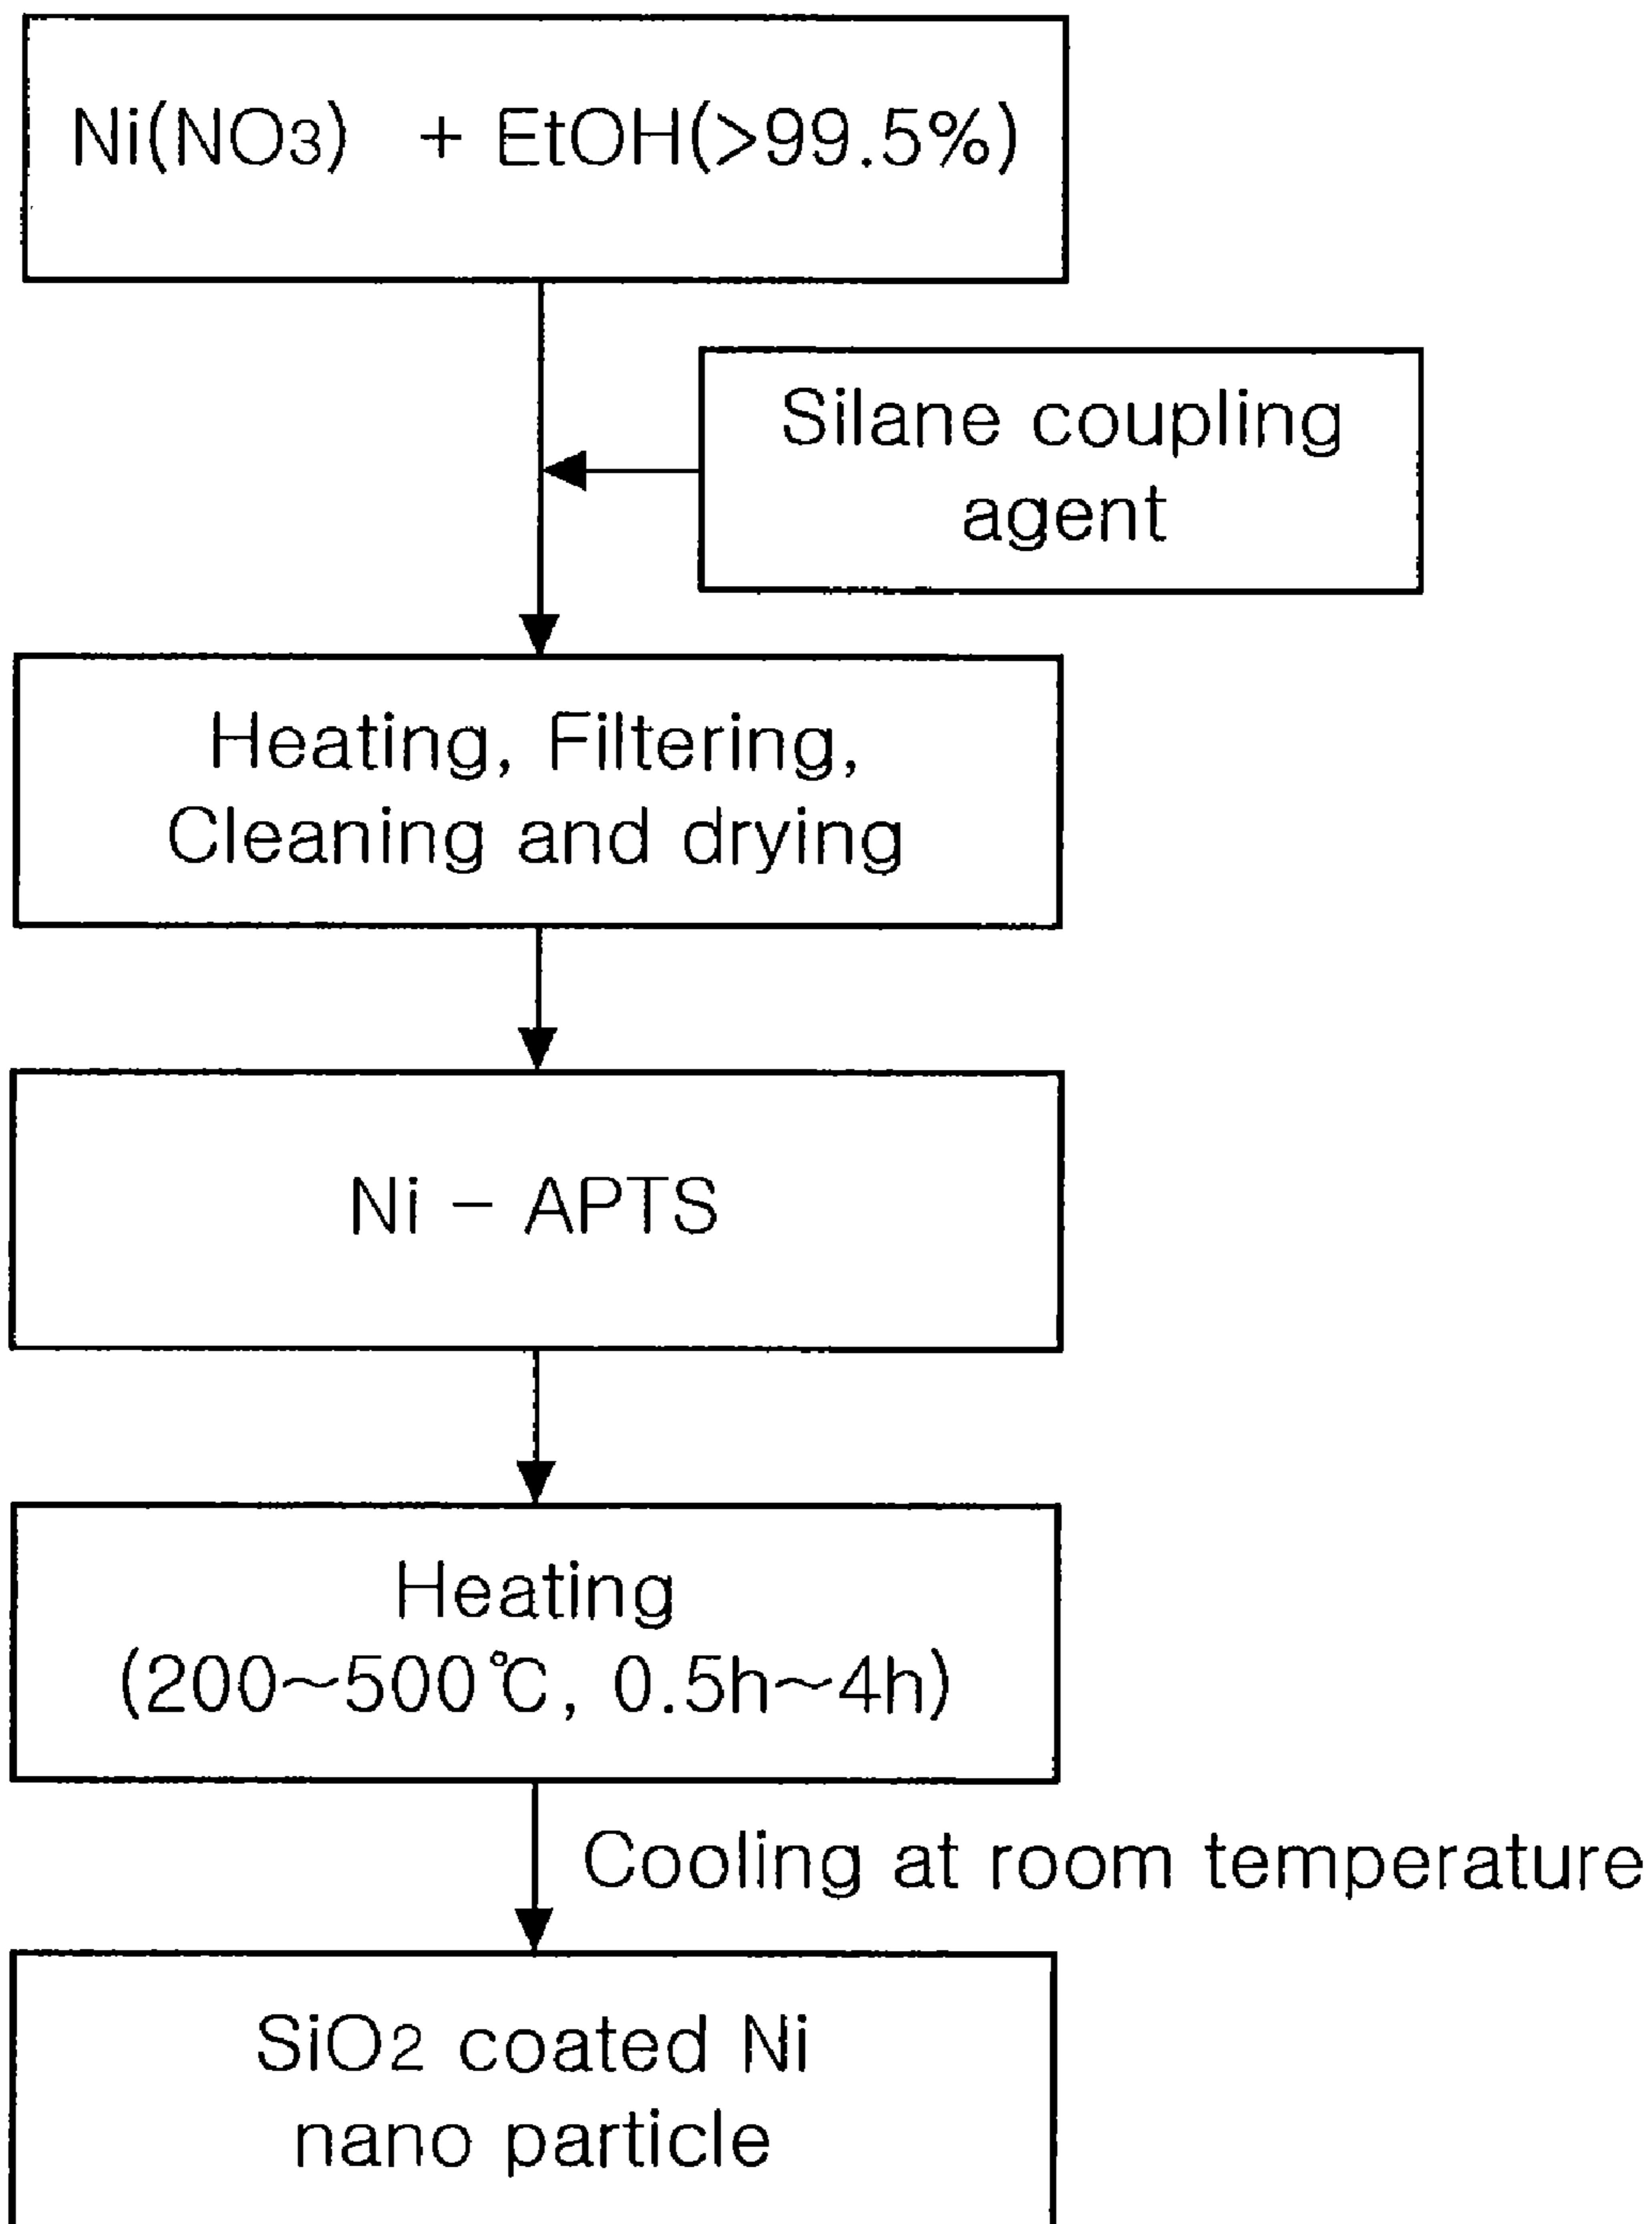 Ni(NO3) + EtOH(>99.5%)
Silane coupling
agent
Heating, Filtering,
Cleaning and drying
Ni - APTS
Heating
(200~500℃, 0.5h~4h)
Cooling at room temperature
SiO2 coated Ni
nano particle